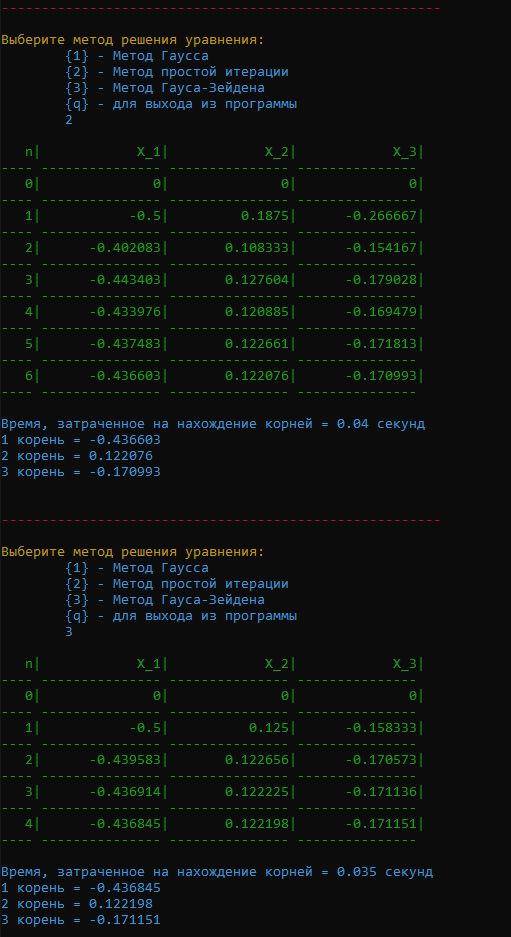 -------------------------------------------------------
Выберите метод решения уравнения:
{1} - Метод Гаусса
{2} - Метод простой итерации
{3} - Метод Гауса-Зейдена
{q} - для выхода из программы
2
n| X_1| X_2| X_3|
---- --------------- --------------- ---------------
0| 0| 0| 0|
---- --------------- --------------- ---------------
1| -0.5| 0.1875| -0.266667|
---- --------------- --------------- ---------------
2| -0.402083| 0.108333| -0.154167|
---- --------------- --------------- ---------------
3| -0.443403| 0.127604| -0.179028|
---- --------------- --------------- ---------------
4| -0.433976| 0.120885| -0.169479|
---- --------------- --------------- ---------------
5| -0.437483| 0.122661| -0.171813|
---- --------------- --------------- ---------------
6| -0.436603| 0.122076| -0.170993|
---- --------------- --------------- ---------------
Время, затраченное на нахождение корней = 0.04 секунд
1 корень = -0.436603
2 корень = 0.122076
3 корень = -0.170993
-------------------------------------------------------
Выберите метод решения уравнения:
{1} - Метод Гаусса
{2} - Метод простой итерации
{3} - Метод Гауса-Зейдена
{q} - для выхода из программы
3
n| X_1| X_2| X_3|
---- --------------- --------------- ---------------
0| 0| 0| 0|
---- --------------- --------------- ---------------
1| -0.5| 0.125| -0.158333|
---- --------------- --------------- ---------------
2| -0.439583| 0.122656| -0.170573|
---- --------------- --------------- ---------------
3| -0.436914| 0.122225| -0.171136|
---- --------------- --------------- ---------------
4| -0.436845| 0.122198| -0.171151|
---- --------------- --------------- ---------------
Время, затраченное на нахождение корней = 0.035 секунд
1 корень = -0.436845
2 корень = 0.122198
3 корень = -0.171151